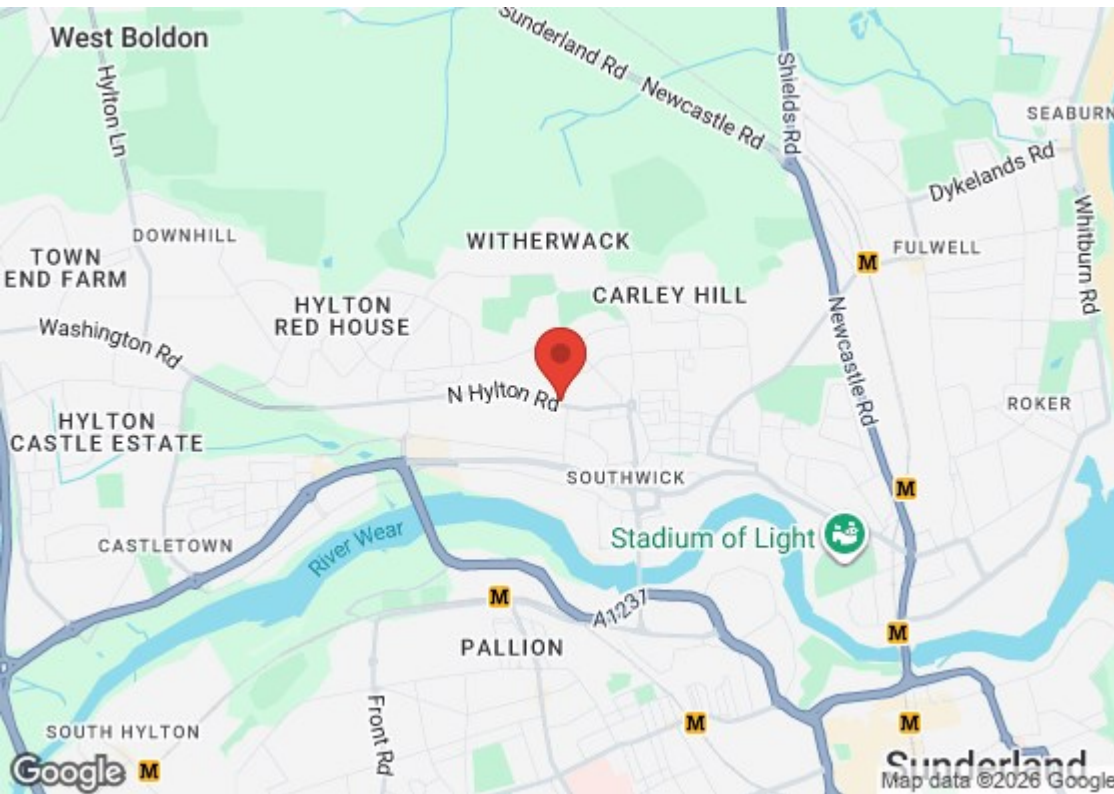 West Boldon
Hylton Ln
Sunderland Rd
Newcastle Rd
Shields Rd
SEABURN
Dykelands Rd
Whitburn Rd
DOWNHILL
WITHERWACK
FULWELL
M
TOWN
END FARM
HYLTON
RED HOUSE
CARLEY HILL
Newcastle Rd
Washington Rd
N Hylton Rd
ROKER
HYLTON
CASTLE ESTATE
SOUTHWICK
M
Stadium of Light
CASTLETOWN
River Wear
M
A1231
M
PALLION
Front Rd
SOUTH HYLTON
M
M
M
Sunderland
Google
Map data ©2026 Google